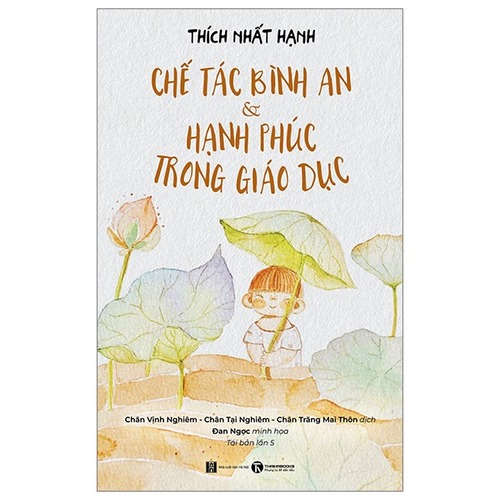 THÍCH NHẤT HẠNH
CHẾ TÁC BÌNH AN
&
HẠNH PHÚC
TRONG GIÁO DỤC
Chân Vịnh Nghiêm - Chân Tại Nghiêm - Chân Trăng Mai Thôn dịch
Đan Ngọc minh họa
Tái bản lần 5